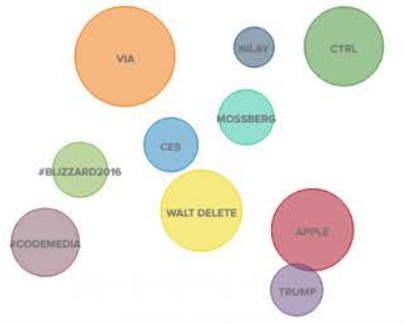 VIA
NILAY
CTRL
MOSSBERG
CES
#BLIZZARD2016
WALT DELETE
#CODEMEDIA
APPLE
TRUMP